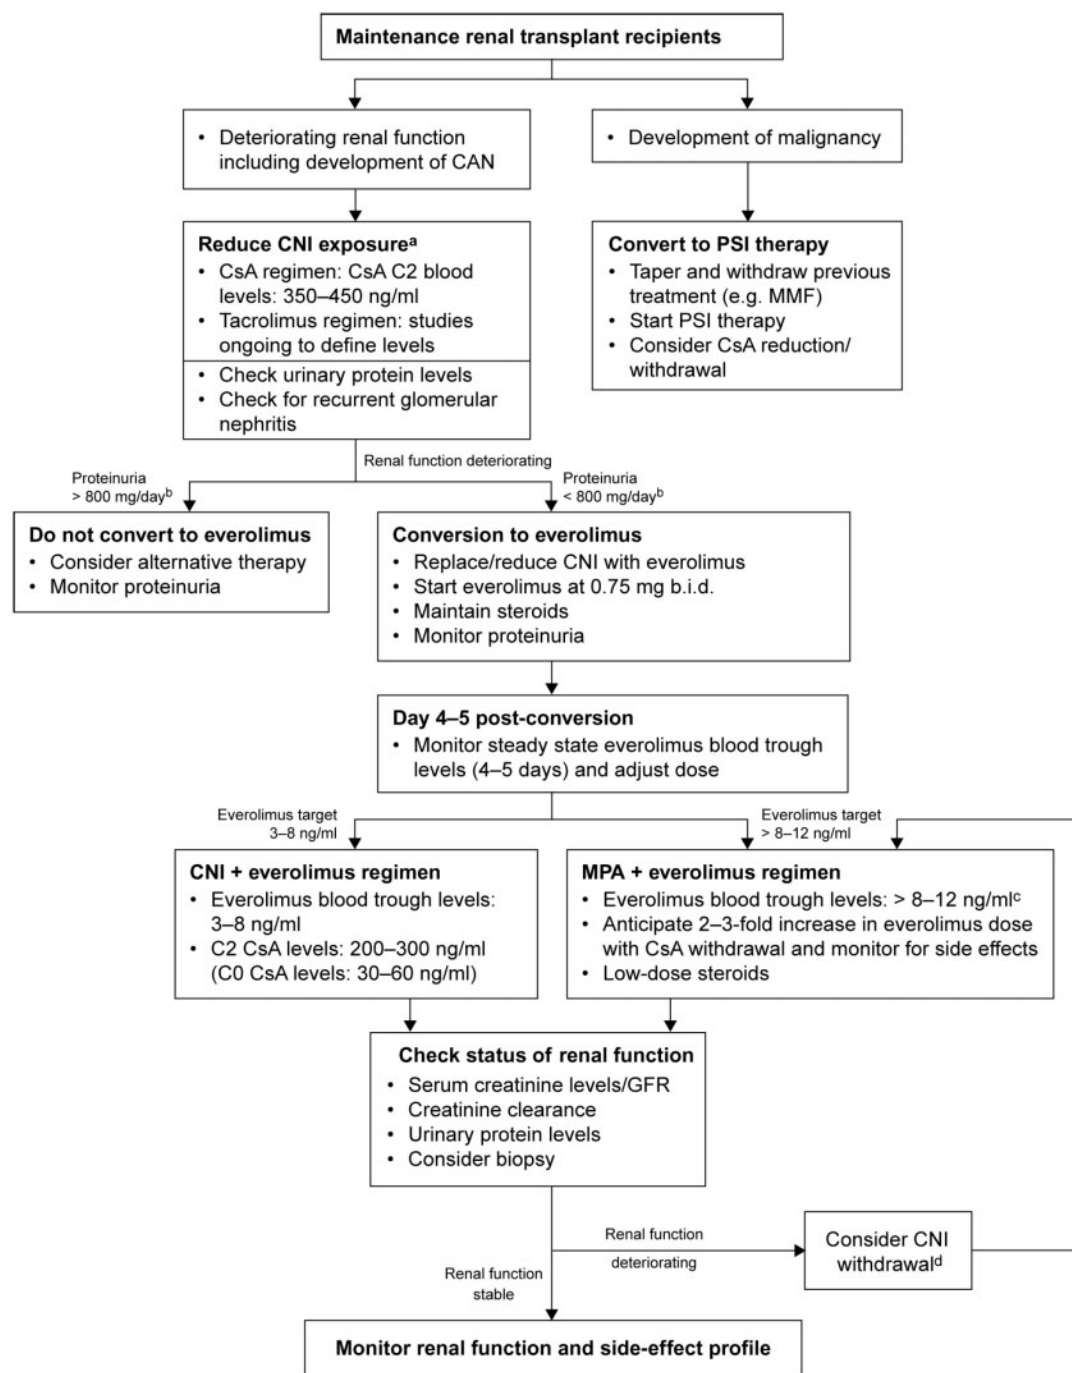 Maintenance renal transplant recipients
• Deteriorating renal function
including development of CAN
• Development of malignancy
Reduce CNI exposureᵃ
• CsA regimen: CsA C2 blood
levels: 350–450 ng/ml
• Tacrolimus regimen: studies
ongoing to define levels
• Check urinary protein levels
• Check for recurrent glomerular
nephritis
Convert to PSI therapy
• Taper and withdraw previous
treatment (e.g. MMF)
• Start PSI therapy
• Consider CsA reduction/
withdrawal
Renal function deteriorating
Proteinuria
> 800 mg/dayᵇ
Proteinuria
< 800 mg/dayᵇ
Do not convert to everolimus
• Consider alternative therapy
• Monitor proteinuria
Conversion to everolimus
• Replace/reduce CNI with everolimus
• Start everolimus at 0.75 mg b.i.d.
• Maintain steroids
• Monitor proteinuria
Day 4–5 post-conversion
• Monitor steady state everolimus blood trough
levels (4–5 days) and adjust dose
Everolimus target
3–8 ng/ml
Everolimus target
> 8–12 ng/ml
CNI + everolimus regimen
• Everolimus blood trough levels:
3–8 ng/ml
• C2 CsA levels: 200–300 ng/ml
(C0 CsA levels: 30–60 ng/ml)
MPA + everolimus regimen
• Everolimus blood trough levels: > 8–12 ng/mlᶜ
• Anticipate 2–3-fold increase in everolimus dose
with CsA withdrawal and monitor for side effects
• Low-dose steroids
Check status of renal function
• Serum creatinine levels/GFR
• Creatinine clearance
• Urinary protein levels
• Consider biopsy
Renal function
deteriorating
Consider CNI
withdrawalᵈ
Renal function
stable
Monitor renal function and side-effect profile